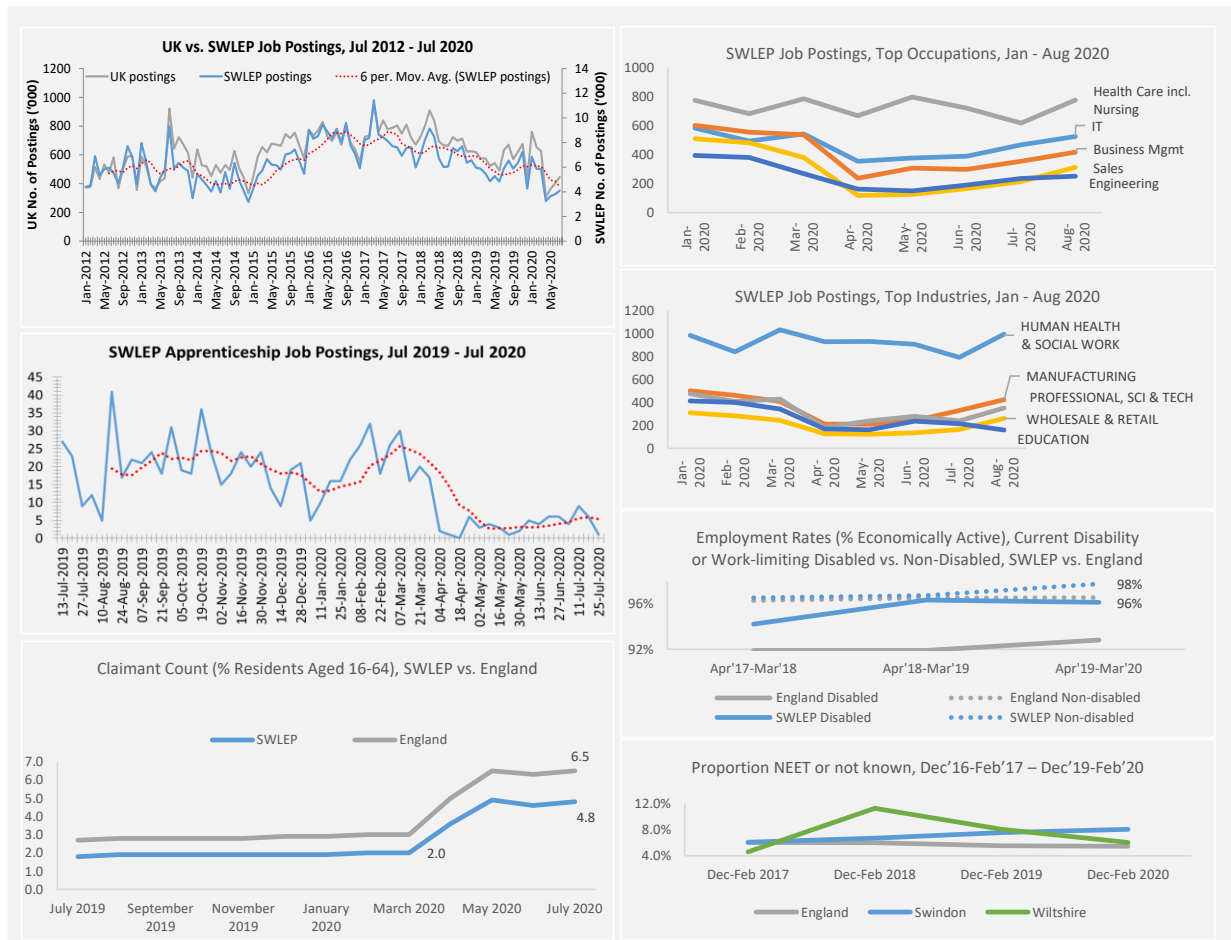 UK vs. SWLEP Job Postings, Jul 2012 - Jul 2020
UK postings
SWLEP postings
6 per. Mov. Avg. (SWLEP postings)
UK No. of Postings ('000)
1200
1000
800
600
400
200
0
14
12
10
8
6
4
2
0
SWLEP No. of Postings ('000)
Jan-2012
May-2012
Sep-2012
Jan-2013
May-2013
Sep-2013
Jan-2014
May-2014
Sep-2014
Jan-2015
May-2015
Sep-2015
Jan-2016
May-2016
Sep-2016
Jan-2017
May-2017
Sep-2017
Jan-2018
May-2018
Sep-2018
Jan-2019
May-2019
Sep-2019
Jan-2020
May-2020
SWLEP Apprenticeship Job Postings, Jul 2019 - Jul 2020
45
40
35
30
25
20
15
10
5
0
13-Jul-2019
27-Jul-2019
10-Aug-2019
24-Aug-2019
07-Sep-2019
21-Sep-2019
05-Oct-2019
19-Oct-2019
02-Nov-2019
16-Nov-2019
30-Nov-2019
14-Dec-2019
28-Dec-2019
11-Jan-2020
25-Jan-2020
08-Feb-2020
22-Feb-2020
07-Mar-2020
21-Mar-2020
04-Apr-2020
18-Apr-2020
02-May-2020
16-May-2020
30-May-2020
13-Jun-2020
27-Jun-2020
11-Jul-2020
25-Jul-2020
Claimant Count (% Residents Aged 16-64), SWLEP vs. England
SWLEP
England
7.0
6.0
5.0
4.0
3.0
2.0
1.0
0.0
6.5
4.8
2.0
July 2019
September
2019
November
2019
January
2020
March 2020
May 2020
July 2020
SWLEP Job Postings, Top Occupations, Jan - Aug 2020
1000
800
600
400
200
0
Health Care incl.
Nursing
IT
Business Mgmt
Sales
Engineering
Jan-
2020
Feb-
2020
Mar-
2020
Apr-
2020
May-
2020
Jun-
2020
Jul-
2020
Aug-
2020
SWLEP Job Postings, Top Industries, Jan - Aug 2020
1200
1000
800
600
400
200
0
HUMAN HEALTH
& SOCIAL WORK
MANUFACTURING
PROFESSIONAL, SCI & TECH
WHOLESALE & RETAIL
EDUCATION
Jan-
2020
Feb-
2020
Mar-
2020
Apr-
2020
May-
2020
Jun-
2020
Jul-
2020
Aug-
2020
Employment Rates (% Economically Active), Current Disability
or Work-limiting Disabled vs. Non-Disabled, SWLEP vs. England
96%
92%
98%
96%
Apr'17-Mar'18
Apr'18-Mar'19
Apr'19-Mar'20
England Disabled
England Non-disabled
SWLEP Disabled
SWLEP Non-disabled
Proportion NEET or not known, Dec'16-Feb'17 – Dec'19-Feb'20
12.0%
8.0%
4.0%
Dec-Feb 2017
Dec-Feb 2018
Dec-Feb 2019
Dec-Feb 2020
England
Swindon
Wiltshire